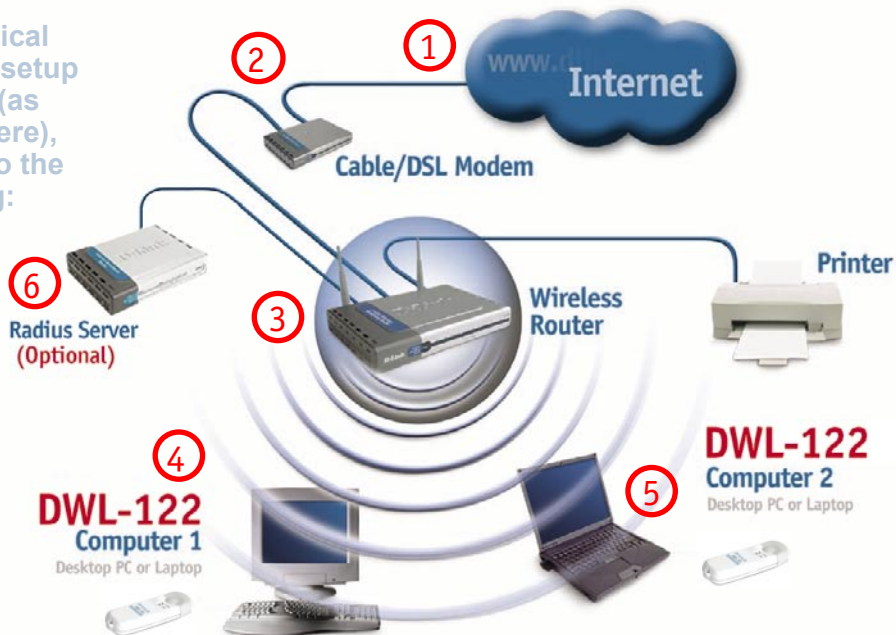 ical
setup
(as
ere),
o the
g:
1
2
www.d
Internet
Cable/DSL Modem
6
Radius Server
(Optional)
3
Wireless
Router
Printer
4
DWL-122
Computer 1
Desktop PC or Laptop
5
DWL-122
Computer 2
Desktop PC or Laptop
D-Link